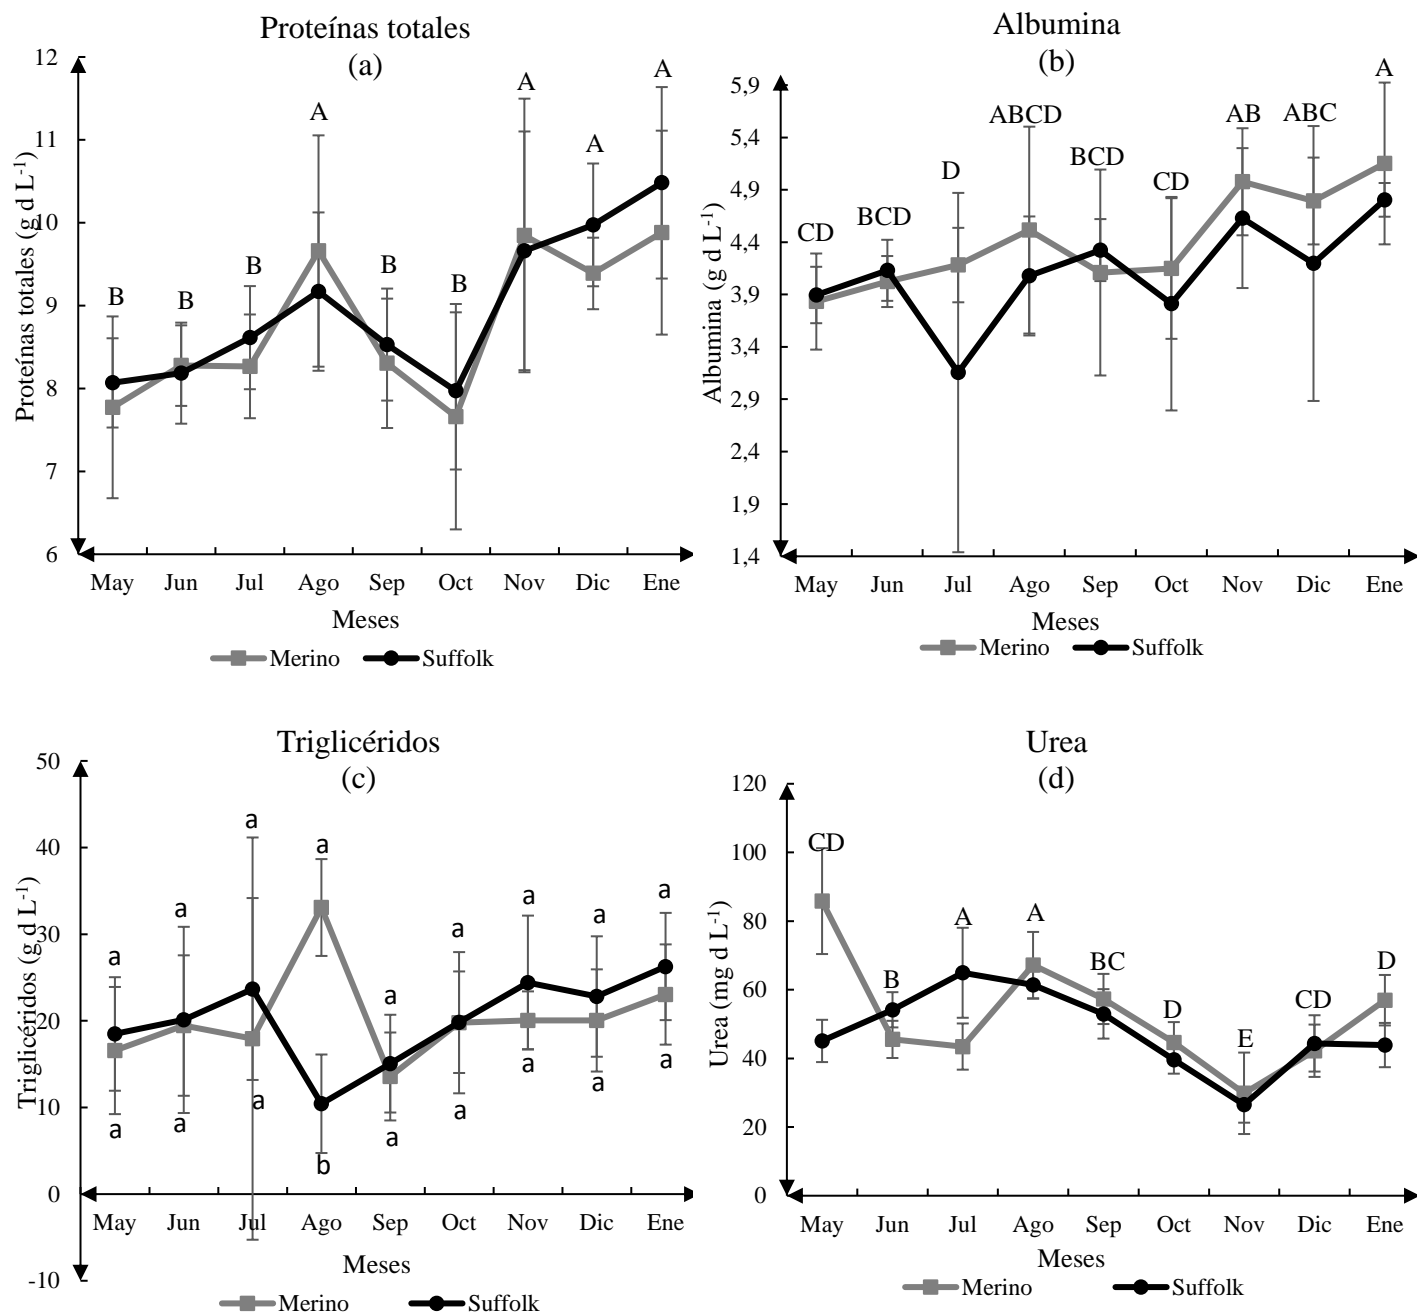 Proteínas totales
(a)
12
11
10
9
8
7
6
Proteínas totales (g d L-1)
B
B
B
A
B
B
A
A
A
May Jun Jul Ago Sep Oct Nov Dic Ene
Meses
Merino Suffolk
Albumina
(b)
5,9
5,4
4,9
4,4
3,9
3,4
2,9
2,4
1,9
1,4
Albumina (g d L-1)
CD
BCD
D
ABCD
BCD
CD
AB
ABC
A
May Jun Jul Ago Sep Oct Nov Dic Ene
Meses
Merino Suffolk
Triglicéridos
(c)
50
40
30
20
10
0
-10
Triglicéridos (g d L-1)
a
a
a
a
a
a
a
a
a
a
a
a
b
a
a
a
a
a
May Jun Jul Ago Sep Oct Nov Dic Ene
Meses
Merino Suffolk
Urea
(d)
120
100
80
60
40
20
0
Urea (mg d L-1)
CD
B
A
A
BC
D
E
CD
D
May Jun Jul Ago Sep Oct Nov Dic Ene
Meses
Merino Suffolk